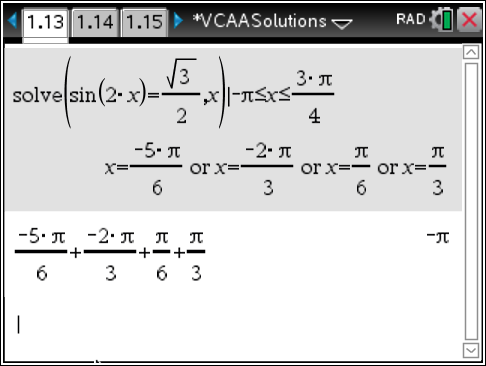 1.13 1.14 1.15 *VCAASolutions RAD
solve(sin(2·x)=√3/2,x)|-π≤x≤3·π/4
x=-5·π/6 or x=-2·π/3 or x=π/6 or x=π/3
-5·π/6+-2·π/3+π/6+π/3 -π